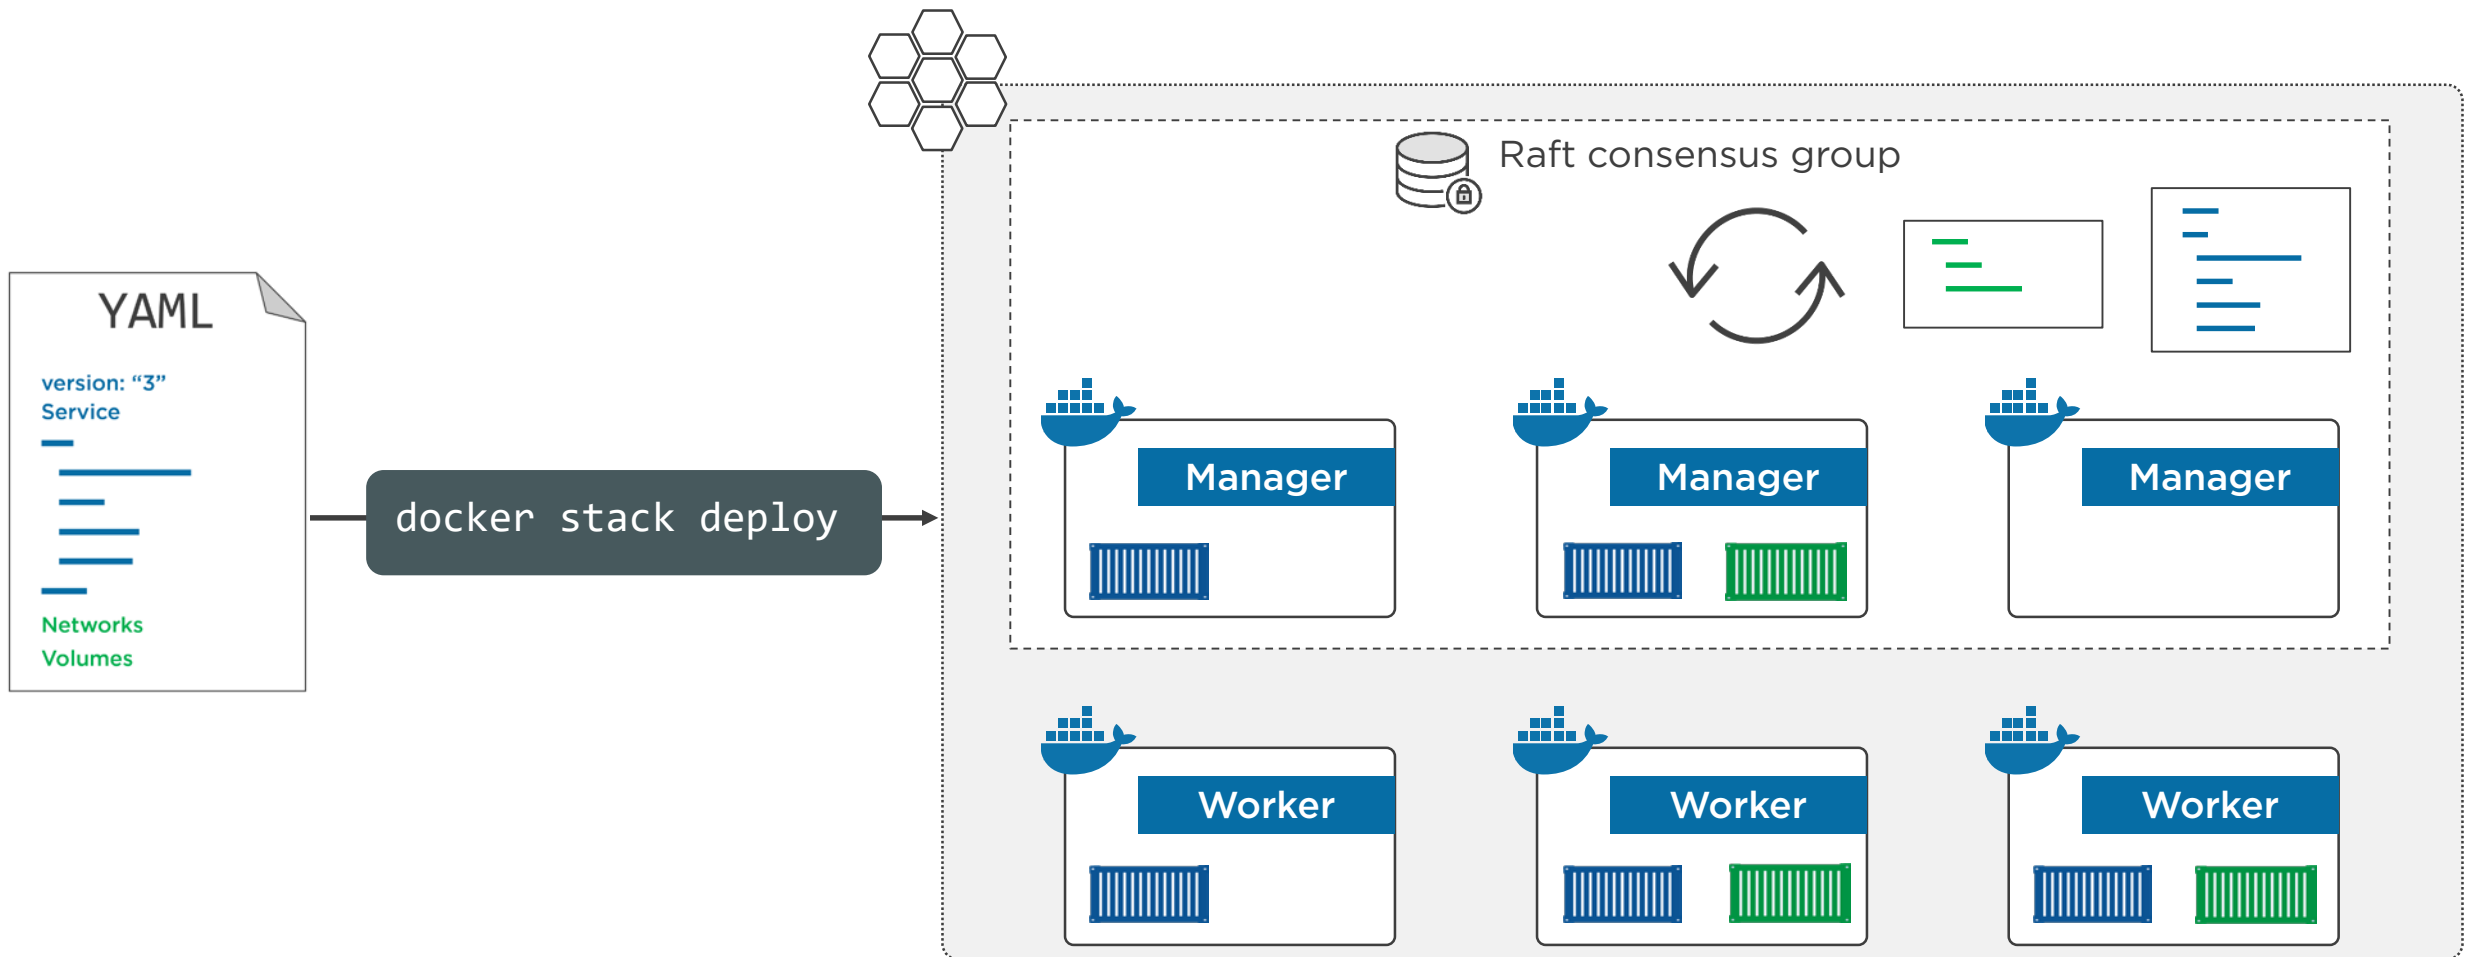 YAML
version: “3”
Service
Networks
Volumes
docker stack deploy
Raft consensus group
Manager
Manager
Manager
Worker
Worker
Worker